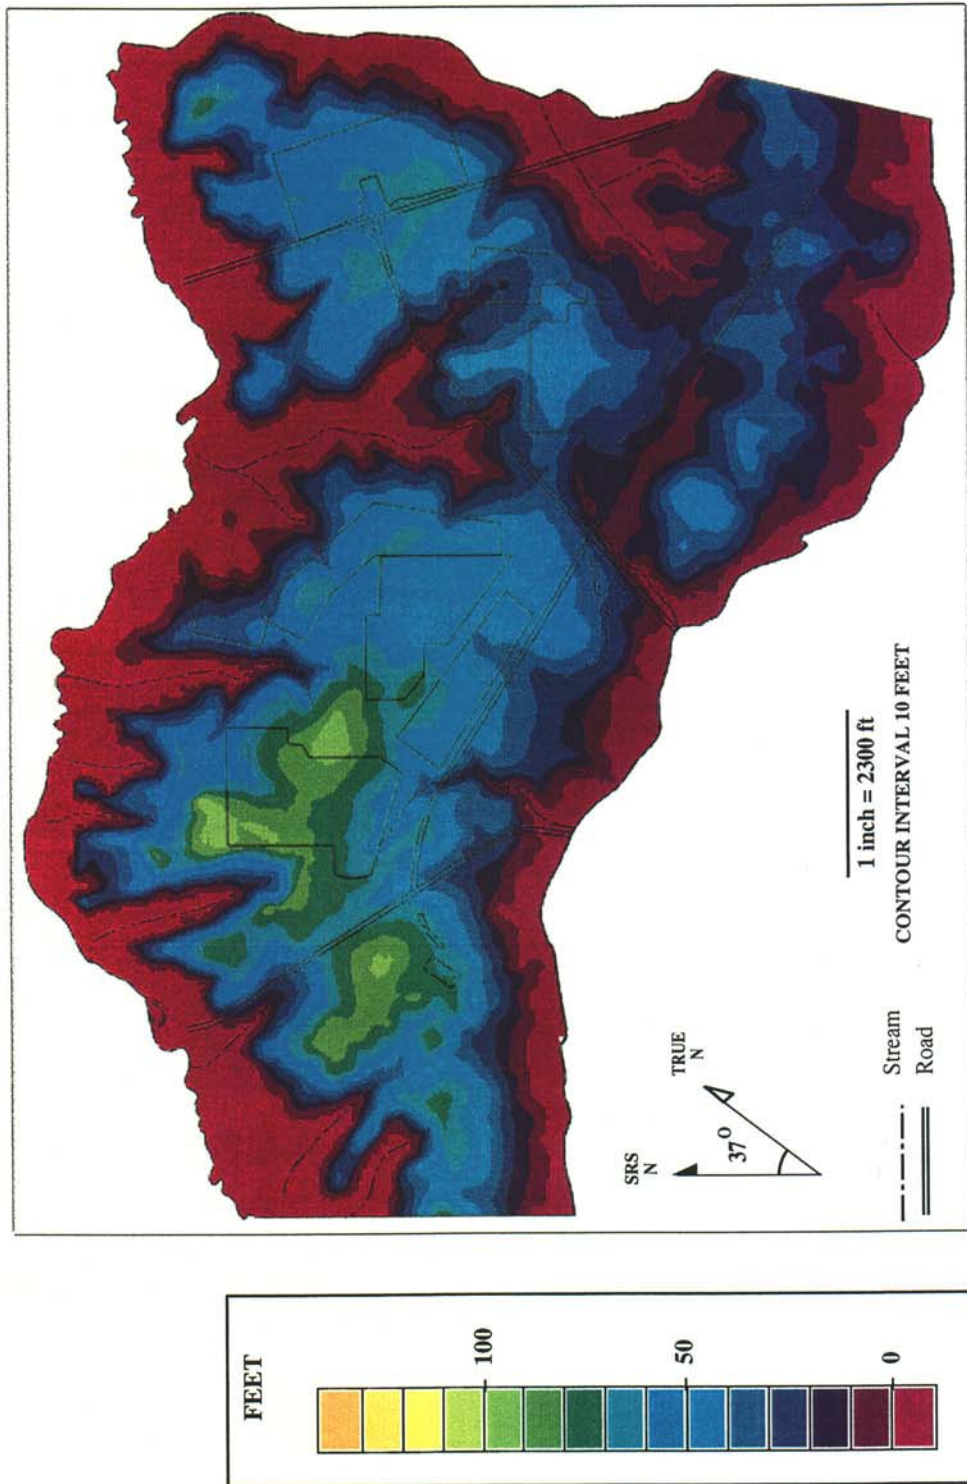 SRS
N
TRUE
N
37°
Stream
Road
1 inch = 2300 ft
CONTOUR INTERVAL 10 FEET
FEET
100
50
0